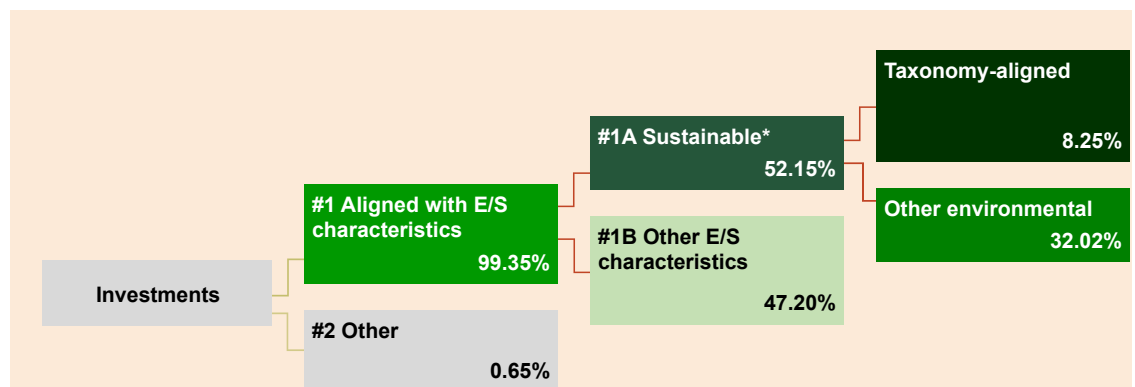 Investments
#1 Aligned with E/S
characteristics
99.35%
#2 Other
0.65%
#1A Sustainable*
52.15%
#1B Other E/S
characteristics
47.20%
Taxonomy-aligned
8.25%
Other environmental
32.02%